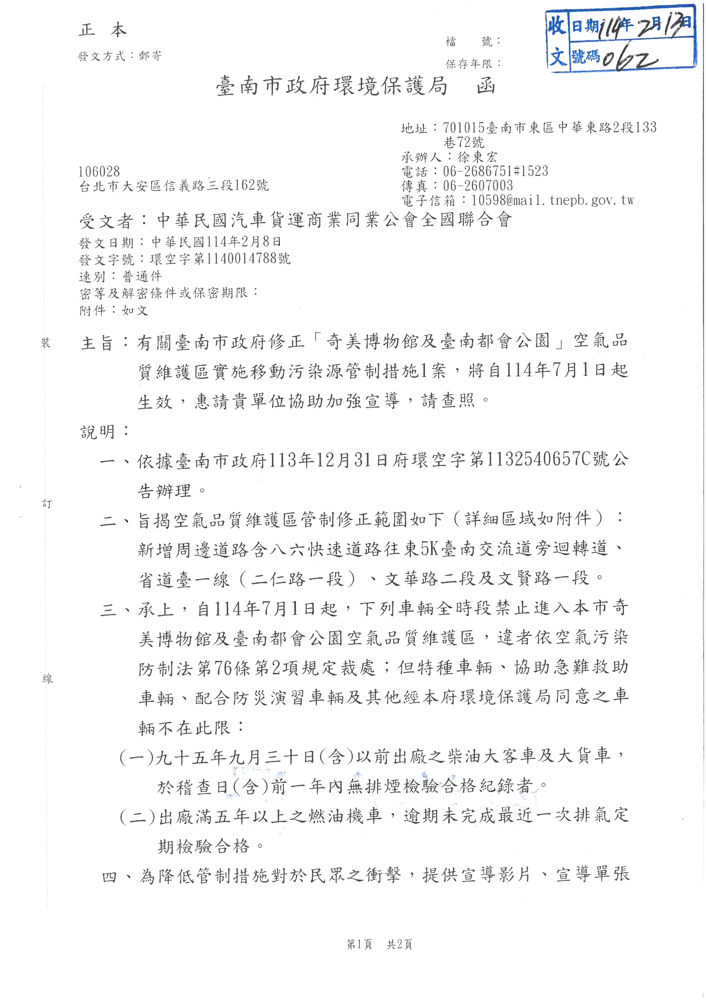 正本
發文方式：郵寄
檔　　號：
保存年限：
收文
日期114年2月13日
號碼062
臺南市政府環境保護局　函
地址：701015臺南市東區中華東路2段133
巷72號
承辦人：徐東宏
電話：06-2686751#1523
傳真：06-2607003
電子信箱：10598@mail.tnepb.gov.tw
106028
台北市大安區信義路三段162號
受文者：中華民國汽車貨運商業同業公會全國聯合會
發文日期：中華民國114年2月8日
發文字號：環空字第1140014788號
速別：普通件
密等及解密條件或保密期限：
附件：如文
主旨：有關臺南市政府修正「奇美博物館及臺南都會公園」空氣品
質維護區實施移動污染源管制措施1案，將自114年7月1日起
生效，惠請貴單位協助加強宣導，請查照。
說明：
一、依據臺南市政府113年12月31日府環空字第1132540657C號公
告辦理。
二、旨揭空氣品質維護區管制修正範圍如下（詳細區域如附件）：
新增周邊道路含八六快速道路往東5K臺南交流道旁迴轉道、
省道臺一線（二仁路一段）、文華路二段及文賢路一段。
三、承上，自114年7月1日起，下列車輛全時段禁止進入本市奇
美博物館及臺南都會公園空氣品質維護區，違者依空氣污染
防制法第76條第2項規定裁處；但特種車輛、協助急難救助
車輛、配合防災演習車輛及其他經本府環境保護局同意之車
輛不在此限：
(一)九十五年九月三十日(含)以前出廠之柴油大客車及大貨車，
於稽查日(含)前一年內無排煙檢驗合格紀錄者。
(二)出廠滿五年以上之燃油機車，逾期未完成最近一次排氣定
期檢驗合格。
四、為降低管制措施對於民眾之衝擊，提供宣導影片、宣導單張
裝
訂
線
第1頁　共2頁